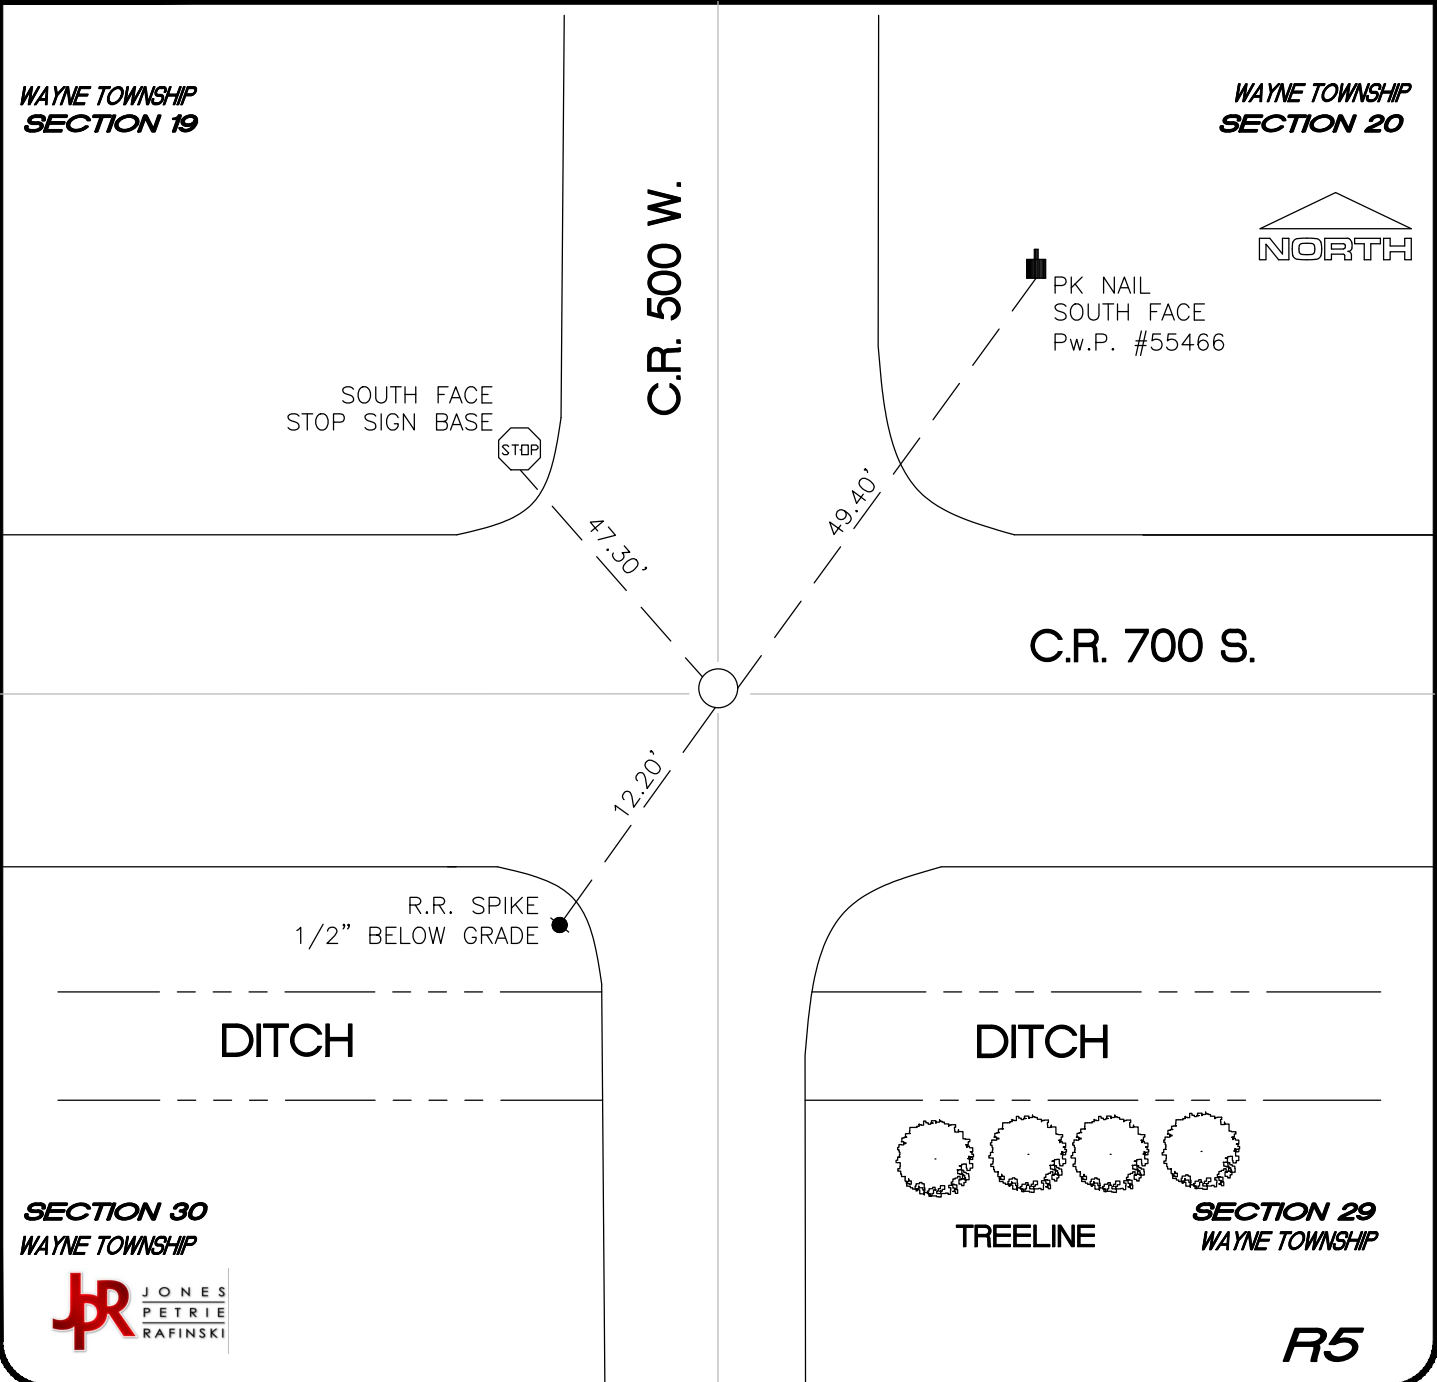 WAYNE TOWNSHIP
SECTION 19
WAYNE TOWNSHIP
SECTION 20
C.R. 500 W.
NORTH
PK NAIL
SOUTH FACE
Pw.P. #55466
SOUTH FACE
STOP SIGN BASE
STOP
47.30'
49.40'
C.R. 700 S.
12.20'
R.R. SPIKE
1/2" BELOW GRADE
DITCH
DITCH
TREELINE
SECTION 30
WAYNE TOWNSHIP
SECTION 29
WAYNE TOWNSHIP
JPR
JONES
PETRIE
RAFINSKI
R5